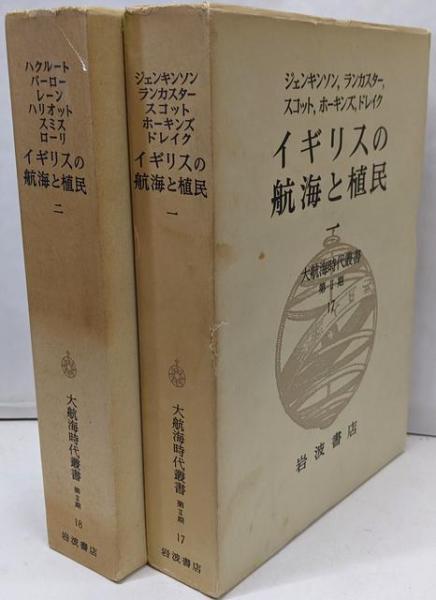 ハクルート
バーロー
レーン
ハリオット
スミス
ローリ
イギリスの
航海と植民
二
大航海時代叢書
第Ⅱ期
18
岩波書店
ジェンキンソン
ランカスター
スコット
ホーキンズ
ドレイク
イギリスの
航海と植民
一
大航海時代叢書
第Ⅱ期
17
岩波書店
ジェンキンソン,ランカスター,
スコット,ホーキンズ,ドレイク
イギリスの
航海と植民
一
大航海時代叢書
第Ⅱ期
17
岩波書店